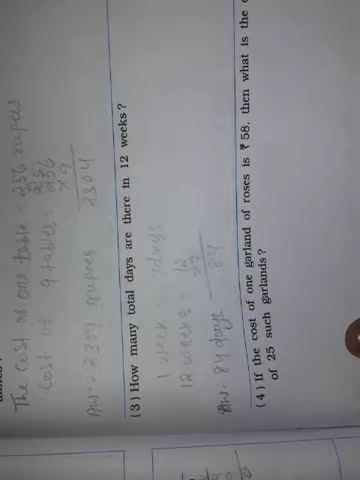 The cost of one table = 256 rupees
Cost of 9 tables = 256
× 9
2304
Ans:- 2304 rupees
(3) How many total days are there in 12 weeks?
1 week 7 days
12 weeks = 12
× 7
84
Ans- 84 days
(4) If the cost of one garland of roses is ₹ 58, then what is the
of 25 such garlands?